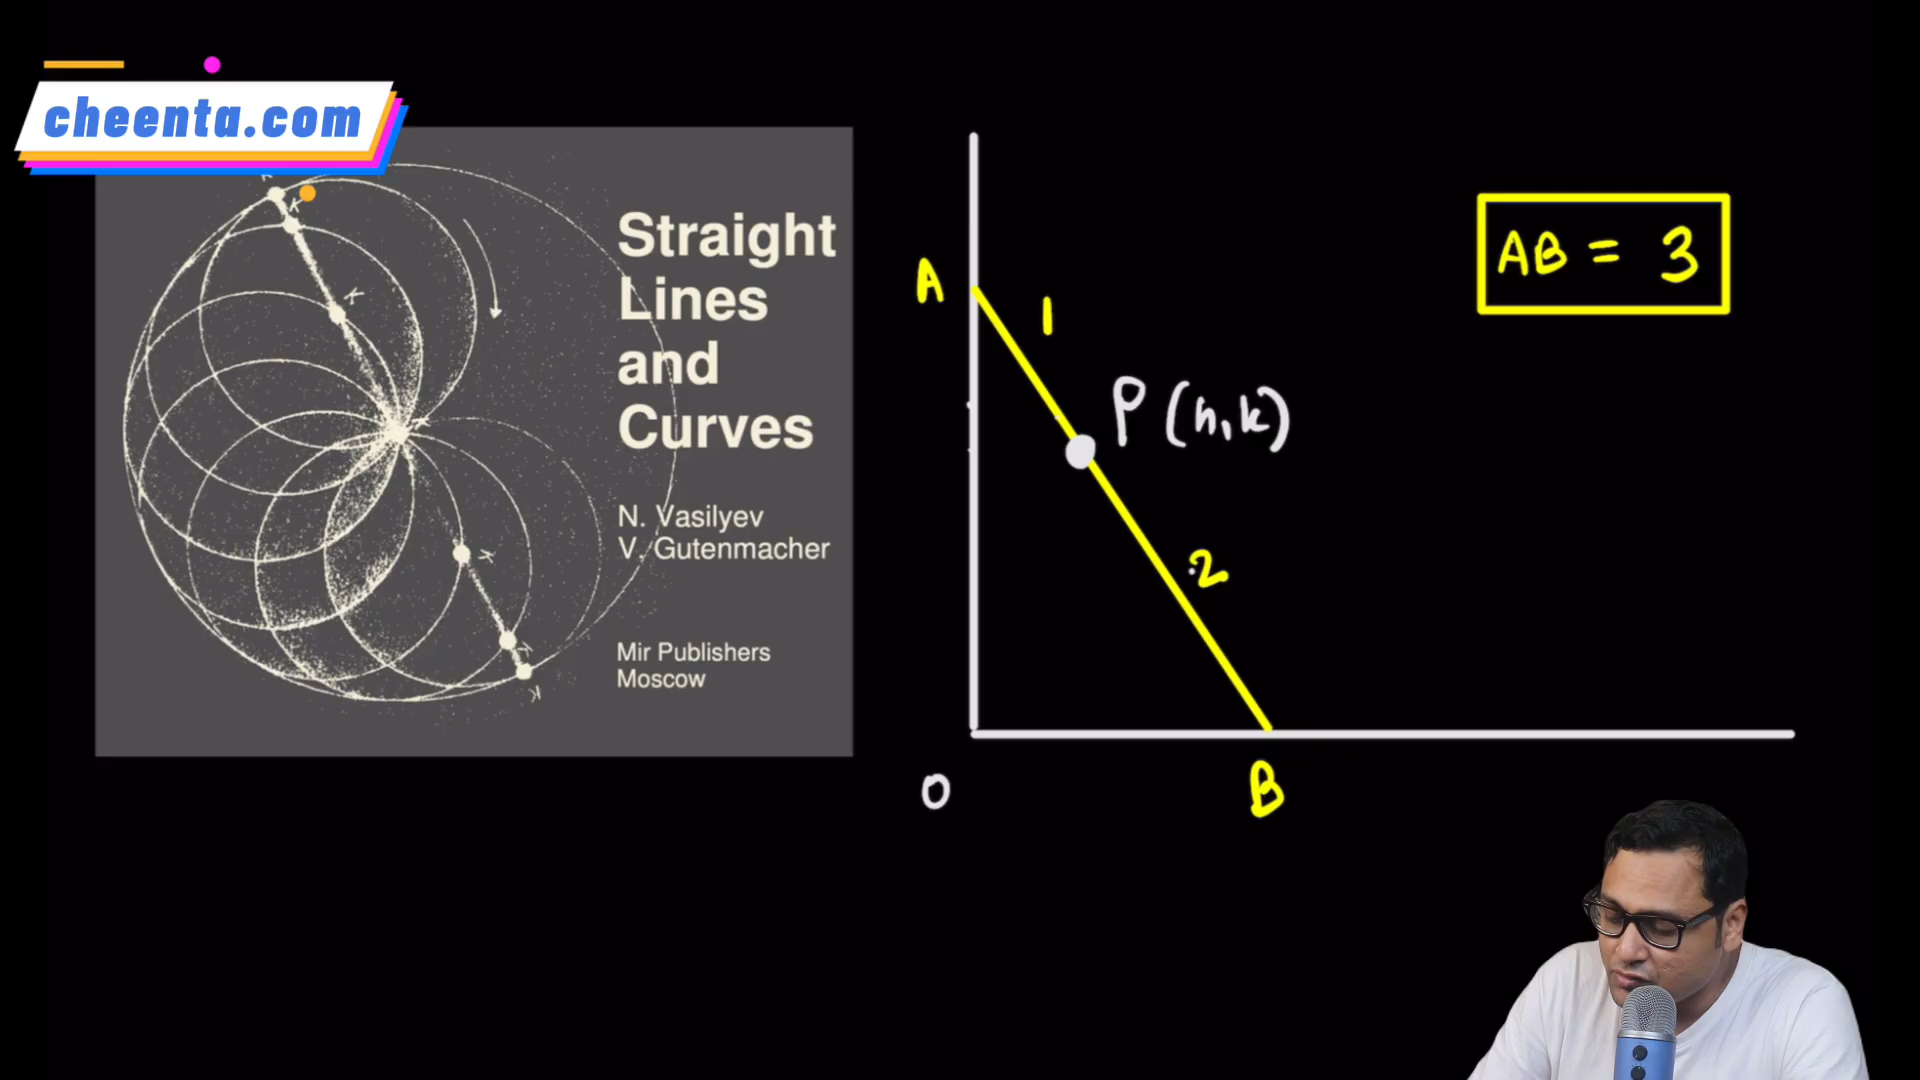 cheenta.com
K
K
K
Straight
Lines
and
Curves
N. Vasilyev
V. Gutenmacher
K
Mir Publishers
Moscow
K
AB = 3
A
1
P (h,k)
2
O
B